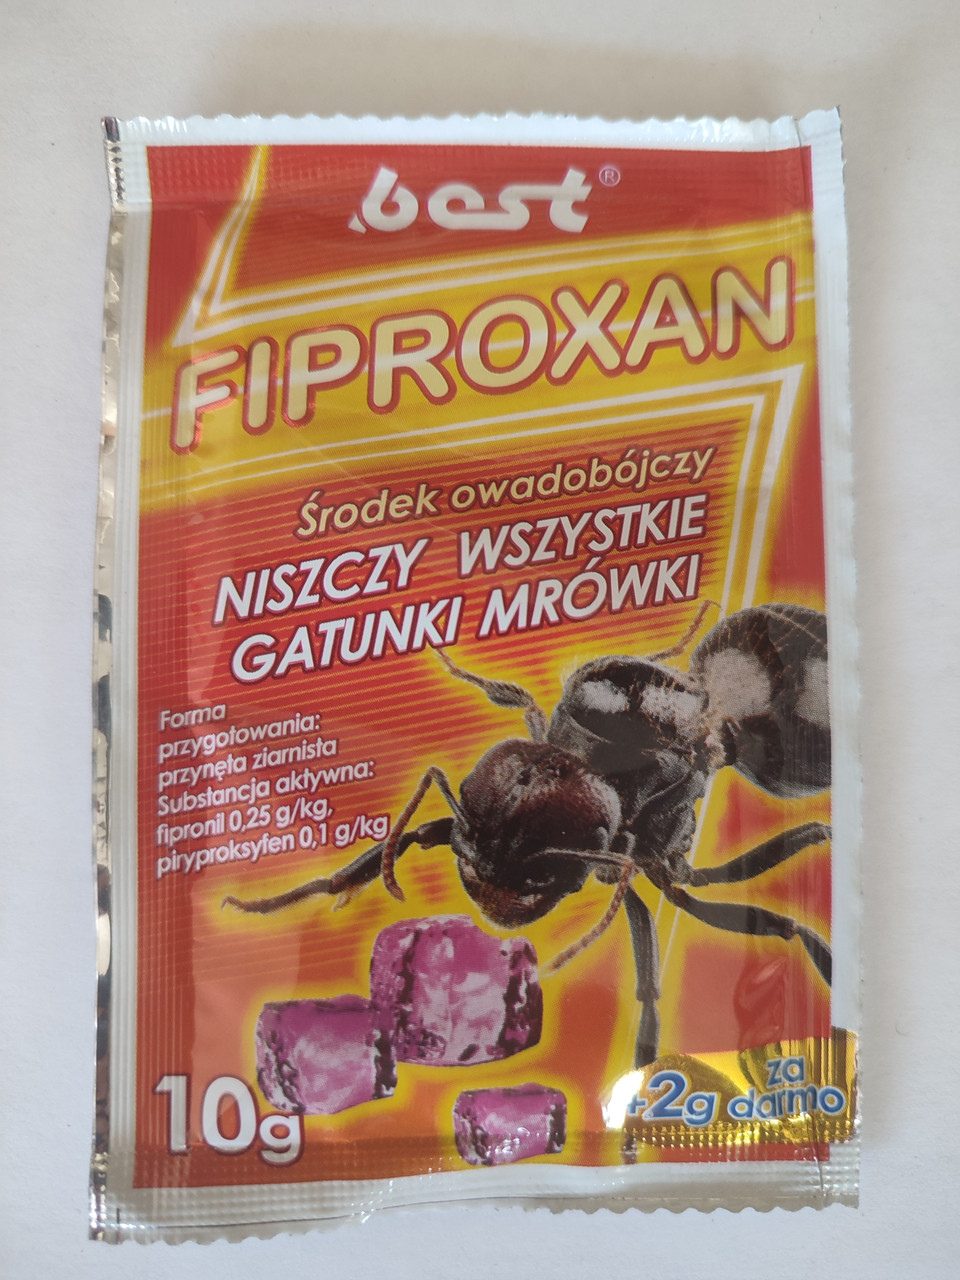 best®
FIPROXAN
Środek owadobójczy
NISZCZY WSZYSTKIE
GATUNKI MRÓWKI
Forma
przygotowania:
przynęta ziarnista
Substancja aktywna:
fipronil 0,25 g/kg,
piryproksyfen 0,1 g/kg
10g
+2g za
darmo